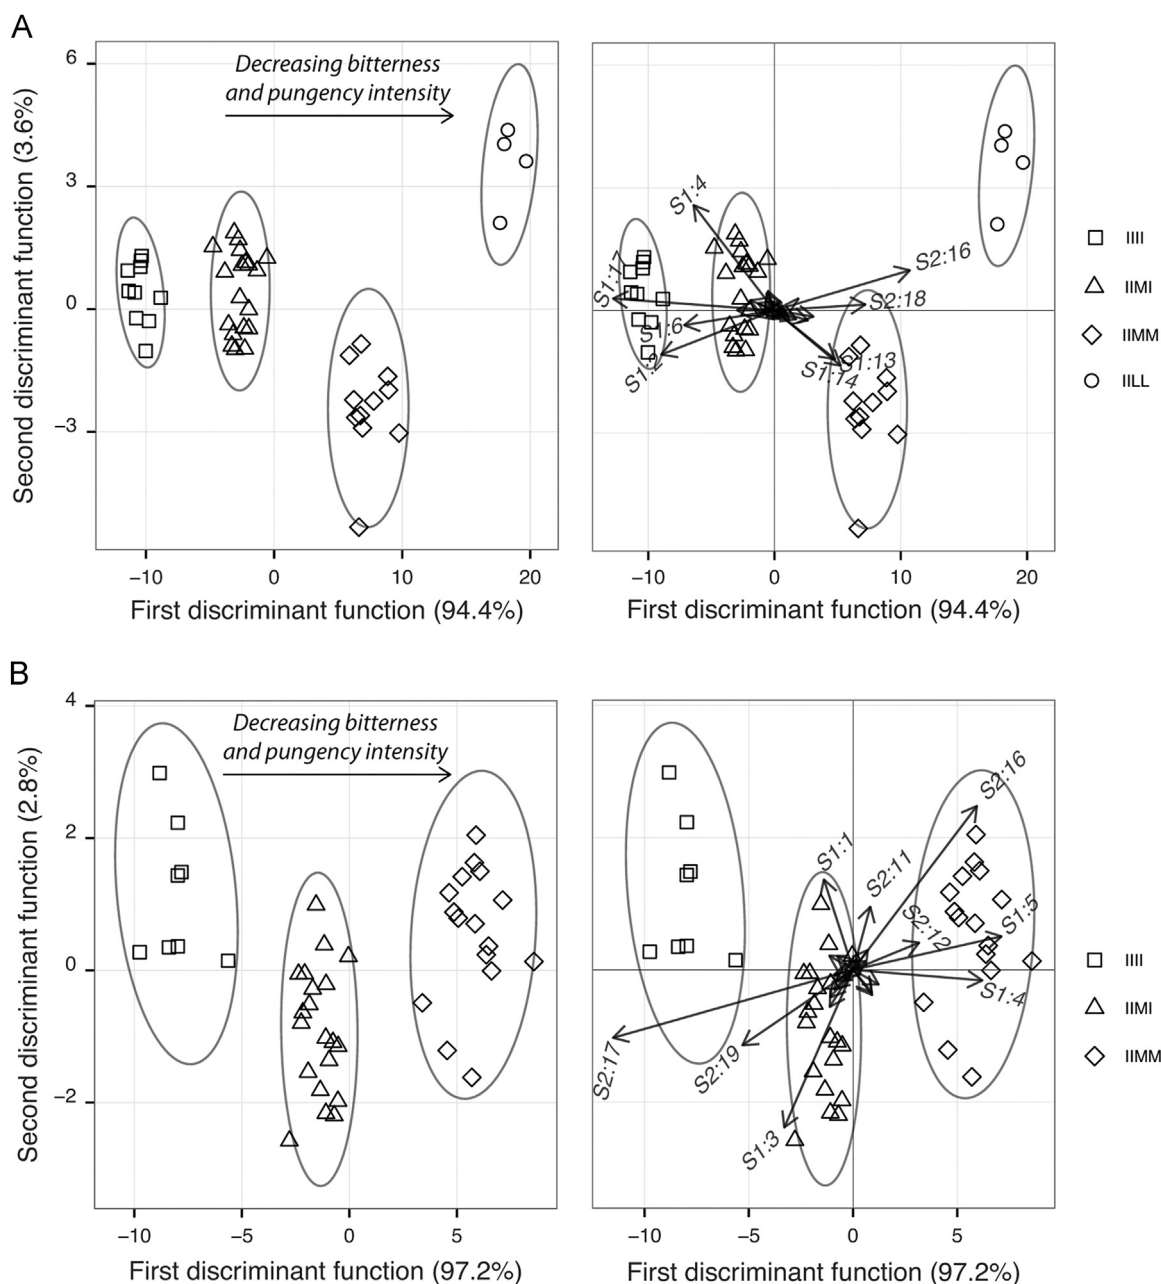 A
Decreasing bitterness
and pungency intensity
Second discriminant function (3.6%)
6
3
0
−3
−10
0
10
20
First discriminant function (94.4%)
S1:4
S2:16
S1:17
S2:18
S1:6
S1:2
S1:13
S1:14
−10
0
10
20
First discriminant function (94.4%)
IIII
IIMI
IIMM
IILL
B
Decreasing bitterness
and pungency intensity
Second discriminant function (2.8%)
4
2
0
−2
−10
−5
0
5
First discriminant function (97.2%)
S2:16
S1:1
S2:11
S2:12
S1:5
S1:4
S2:17
S2:19
S1:3
−10
−5
0
5
First discriminant function (97.2%)
IIII
IIMI
IIMM